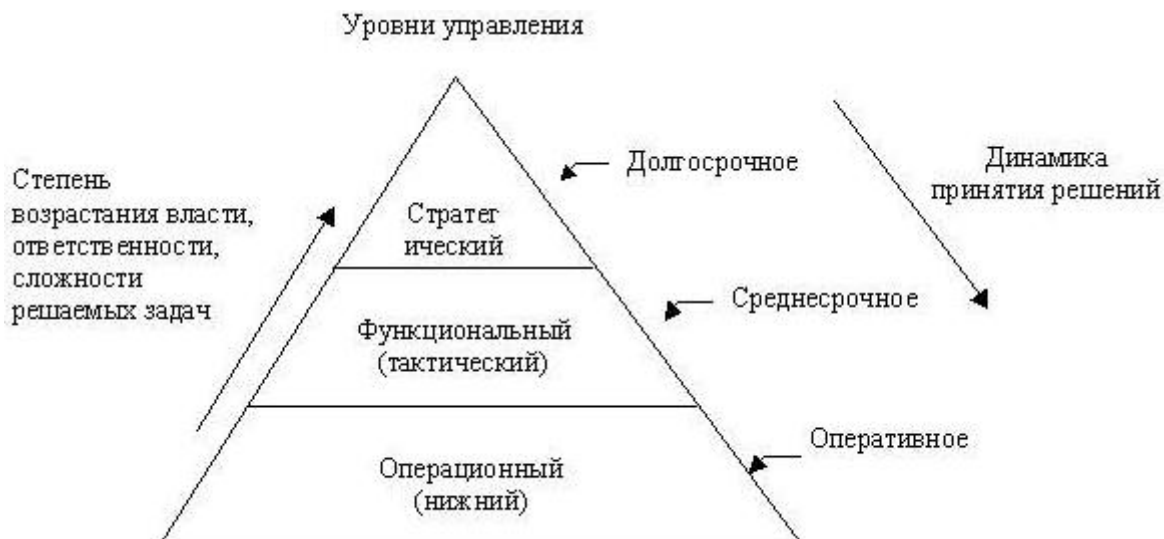 Уровни управления
Степень
возрастания власти,
ответственности,
сложности
решаемых задач
Долгосрочное
Динамика
принятия решений
Стратег
ический
Среднесрочное
Функциональный
(тактический)
Оперативное
Операционный
(нижний)